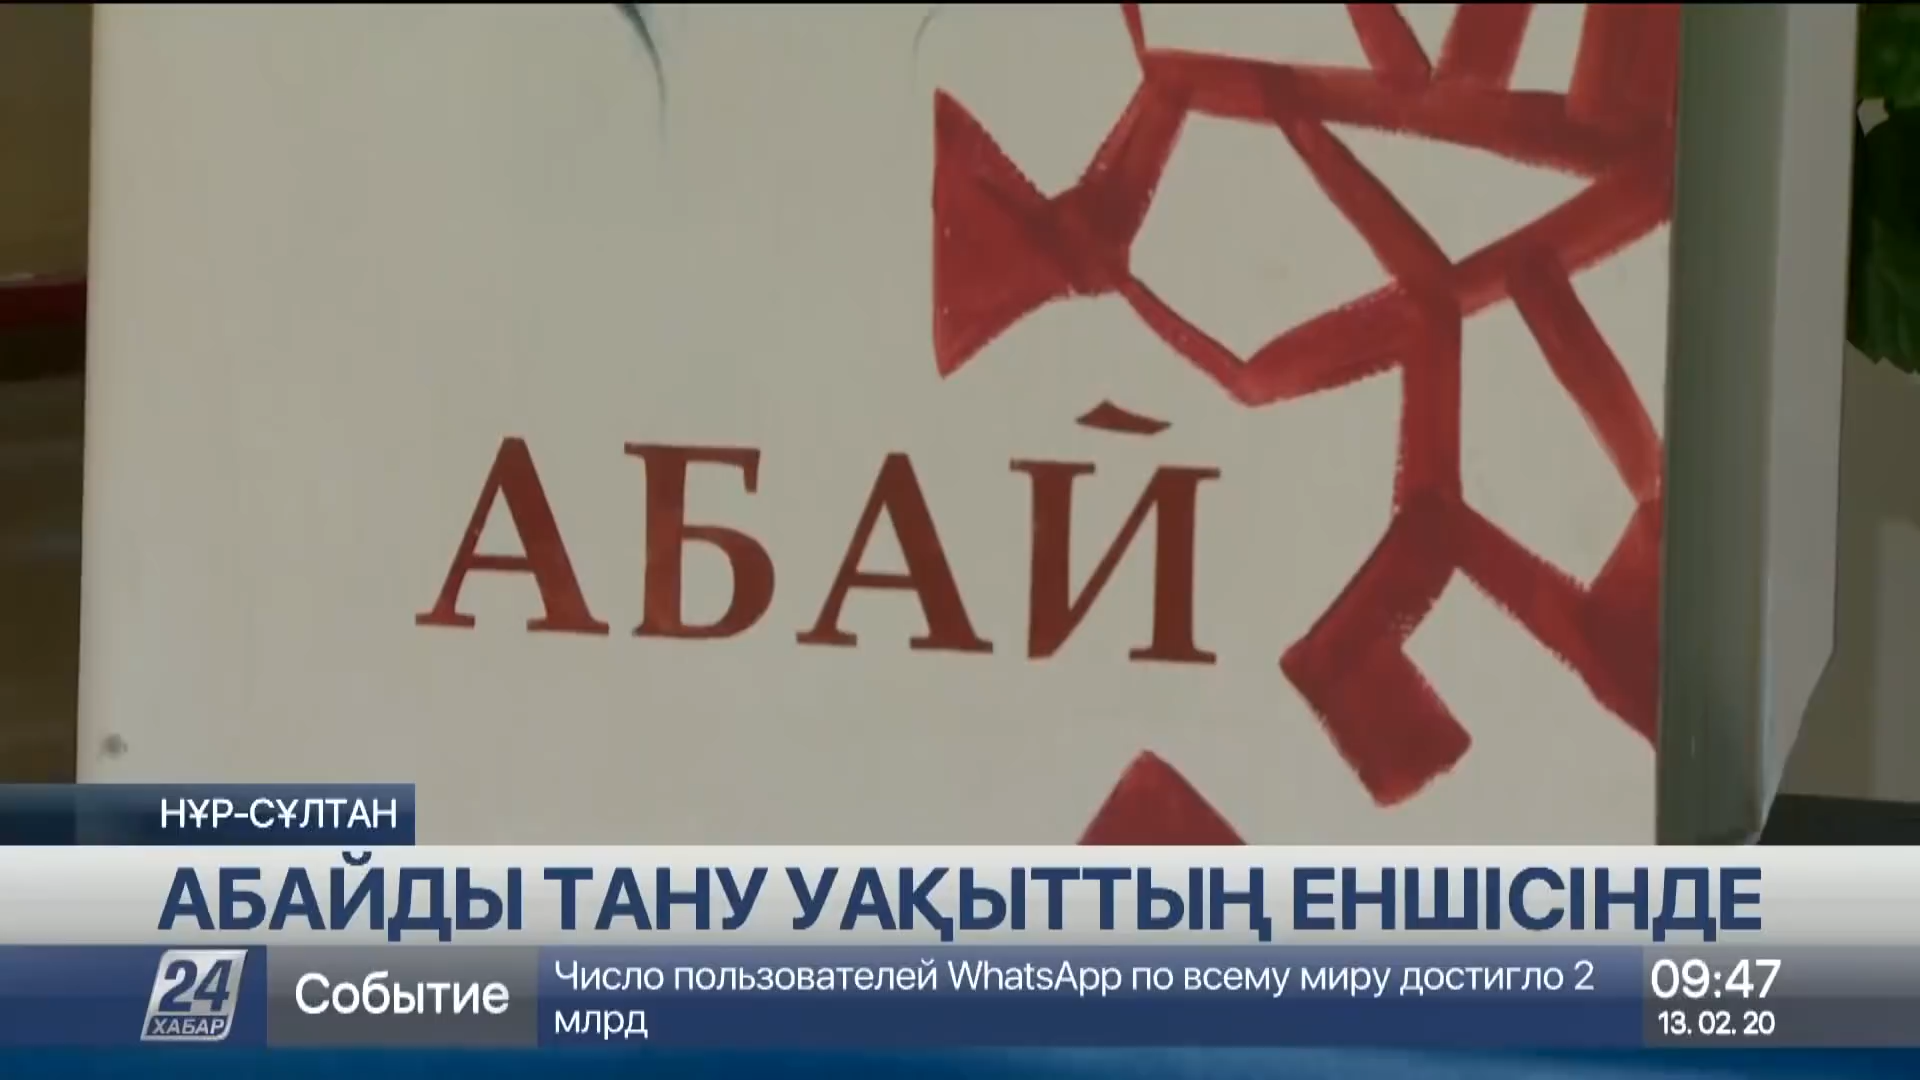 АБАЙ
НҰР-СҰЛТАН
АБАЙДЫ ТАНУ УАҚЫТТЫҢ ЕНШІСІНДЕ
24
ХАБАР
Событие
Число пользователей WhatsApp по всему миру достигло 2
млрд
09:47
13. 02. 20